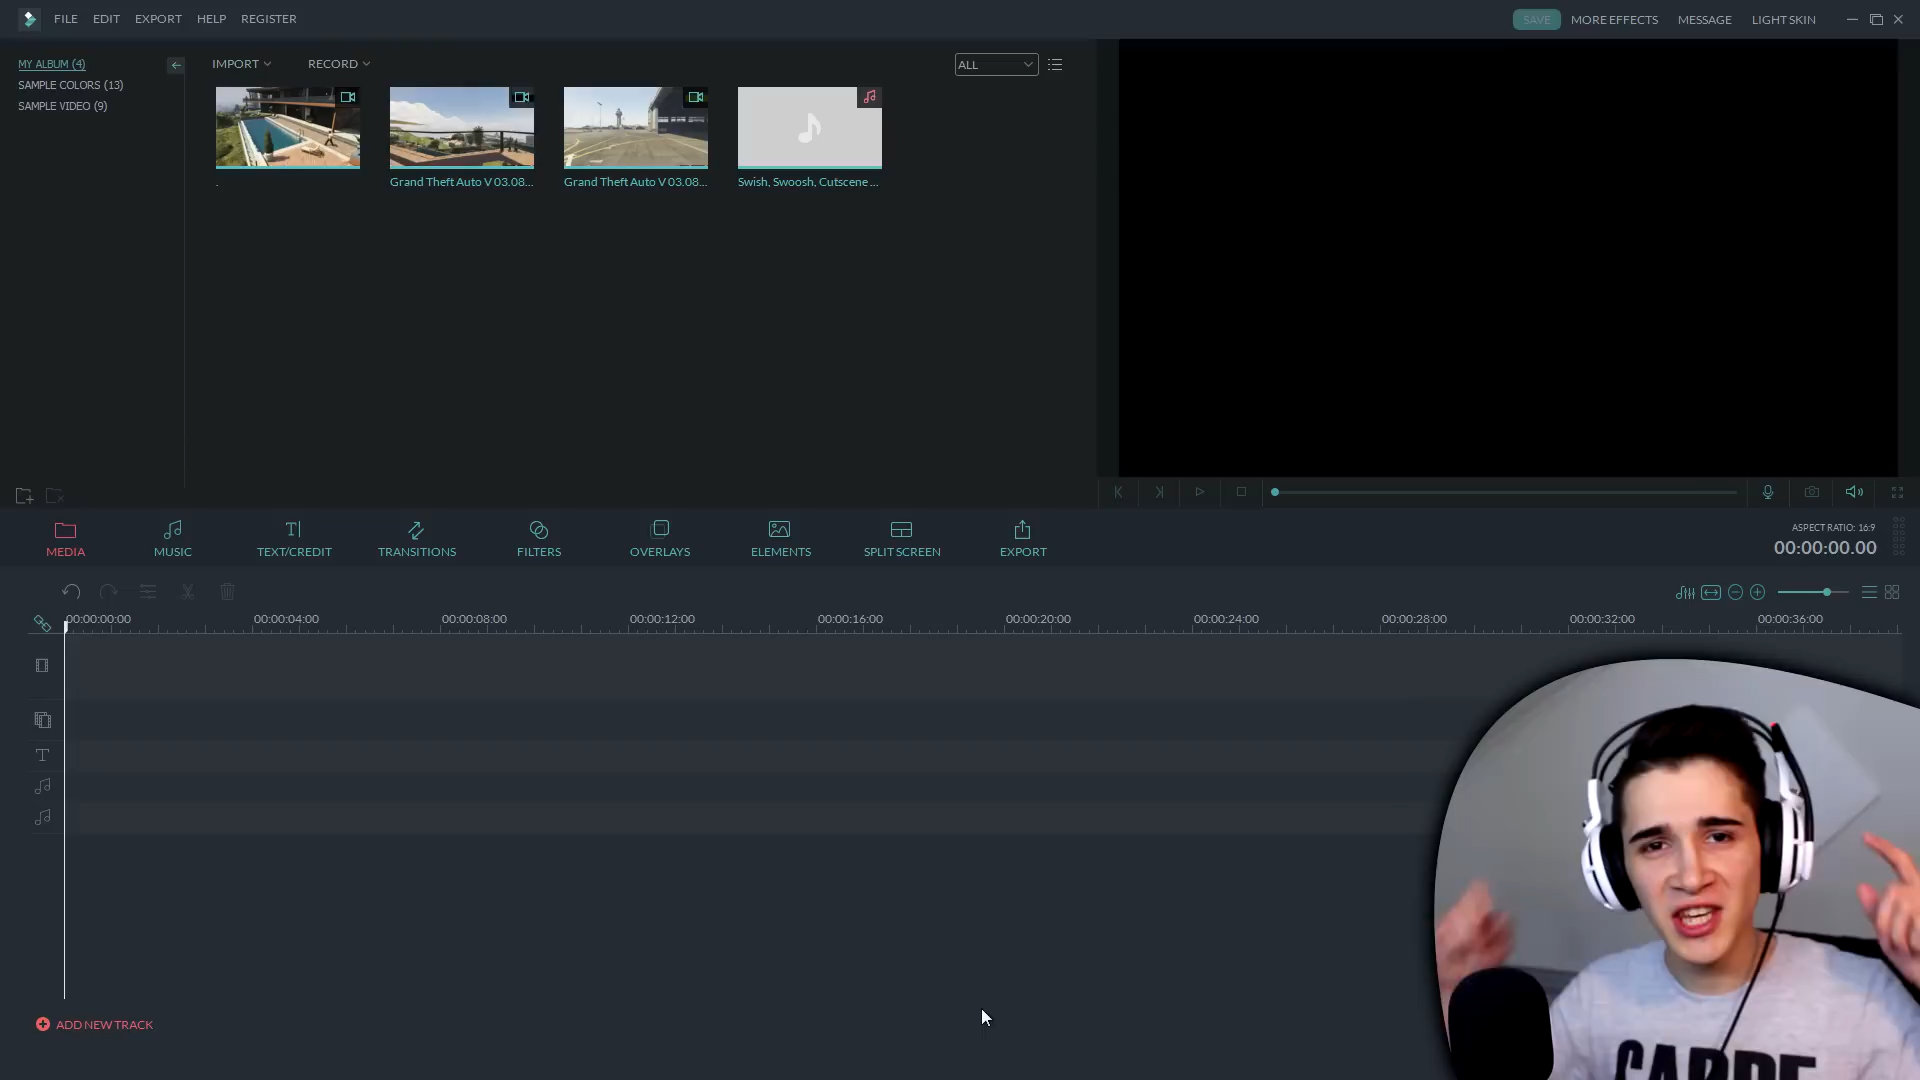 FILE EDIT EXPORT HELP REGISTER
SAVE MORE EFFECTS MESSAGE LIGHT SKIN
MY ALBUM (4)
SAMPLE COLORS (13)
SAMPLE VIDEO (9)
IMPORT RECORD ALL
. Grand Theft Auto V 03.08... Grand Theft Auto V 03.08... Swish, Swoosh, Cutscene ...
MEDIA MUSIC TEXT/CREDIT TRANSITIONS FILTERS OVERLAYS ELEMENTS SPLIT SCREEN EXPORT
ASPECT RATIO: 16:9
00:00:00.00
00:00:00:00 00:00:04:00 00:00:08:00 00:00:12:00 00:00:16:00 00:00:20:00 00:00:24:00 00:00:28:00 00:00:32:00 00:00:36:00
ADD NEW TRACK